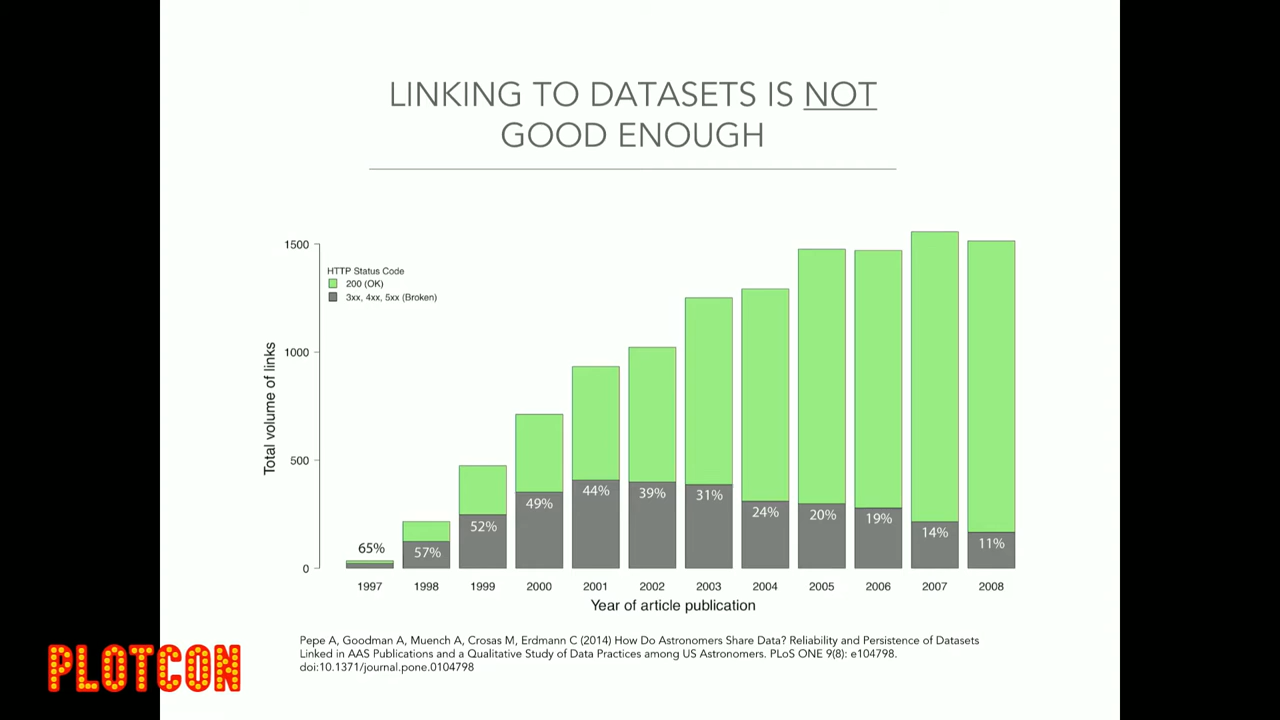 LINKING TO DATASETS IS NOT
GOOD ENOUGH
1500
1000
500
0
Total volume of links
HTTP Status Code
200 (OK)
3xx, 4xx, 5xx (Broken)
65%
57%
52%
49%
44%
39%
31%
24%
20%
19%
14%
11%
1997
1998
1999
2000
2001
2002
2003
2004
2005
2006
2007
2008
Year of article publication
Pepe A, Goodman A, Muench A, Crosas M, Erdmann C (2014) How Do Astronomers Share Data? Reliability and Persistence of Datasets
Linked in AAS Publications and a Qualitative Study of Data Practices among US Astronomers. PLoS ONE 9(8): e104798.
doi:10.1371/journal.pone.0104798
PLOTCON